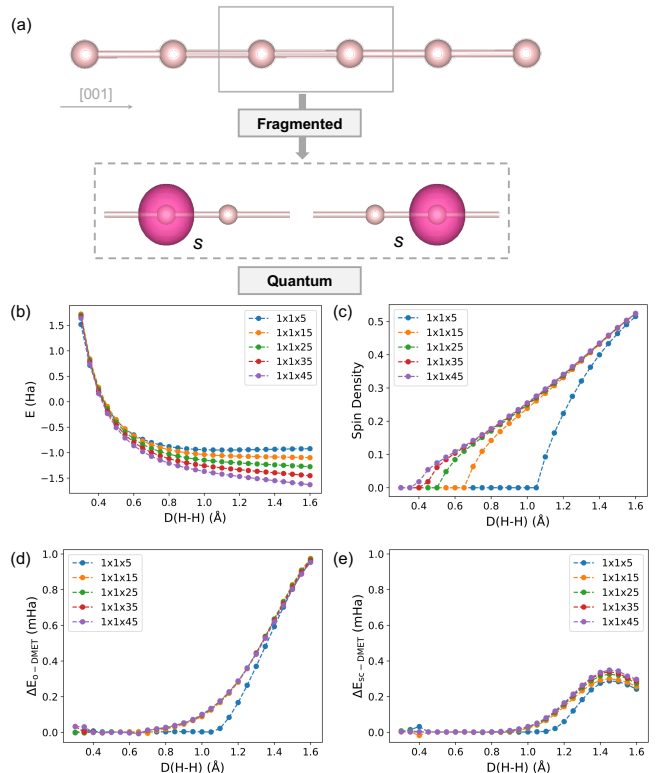 (a)
[001]
Fragmented
s
s
Quantum
(b)
E (Ha)
1.5
1.0
0.5
0.0
−0.5
−1.0
−1.5
1x1x5
1x1x15
1x1x25
1x1x35
1x1x45
0.4 0.6 0.8 1.0 1.2 1.4 1.6
D(H-H) (Å)
(c)
Spin Density
0.5
0.4
0.3
0.2
0.1
0.0
1x1x5
1x1x15
1x1x25
1x1x35
1x1x45
0.4 0.6 0.8 1.0 1.2 1.4 1.6
D(H-H) (Å)
(d)
ΔEo−DMET (mHa)
1.0
0.8
0.6
0.4
0.2
0.0
1x1x5
1x1x15
1x1x25
1x1x35
1x1x45
0.4 0.6 0.8 1.0 1.2 1.4 1.6
D(H-H) (Å)
(e)
ΔEsc−DMET (mHa)
1.0
0.8
0.6
0.4
0.2
0.0
1x1x5
1x1x15
1x1x25
1x1x35
1x1x45
0.4 0.6 0.8 1.0 1.2 1.4 1.6
D(H-H) (Å)